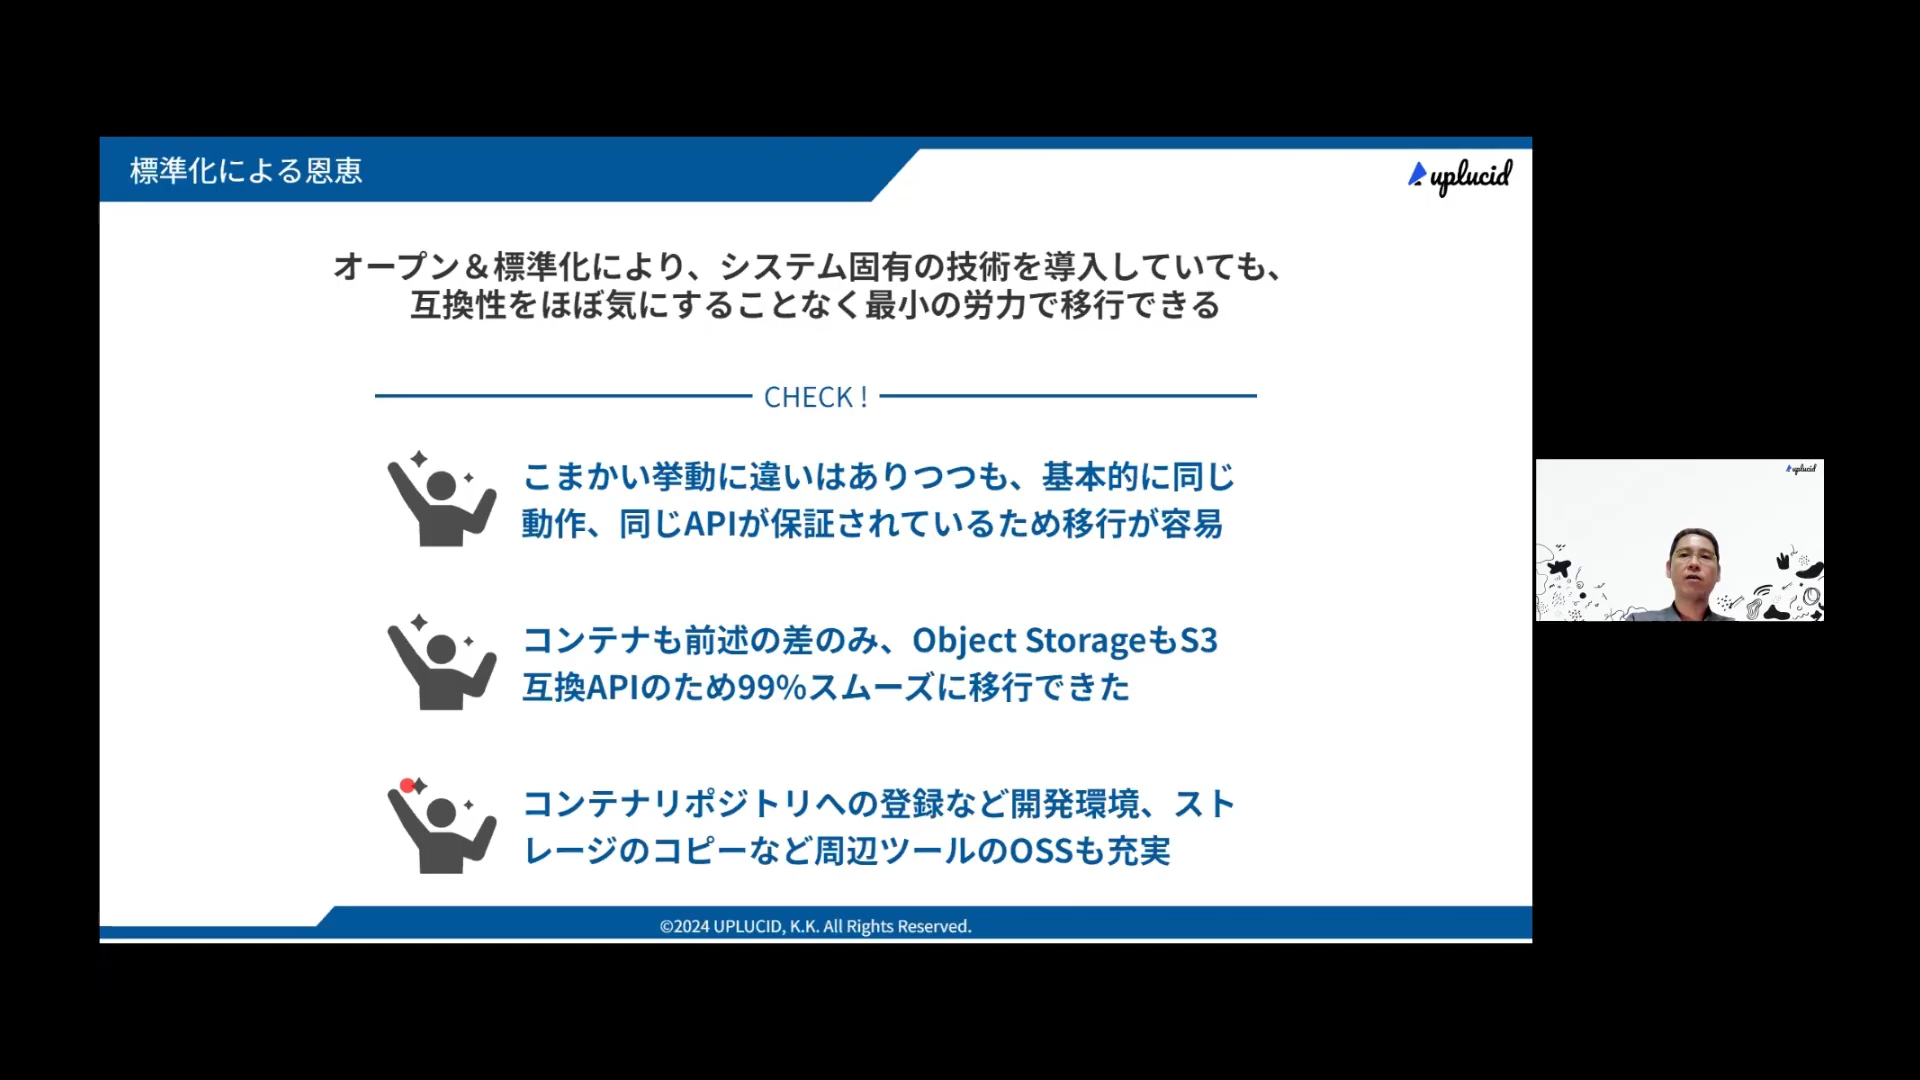 標準化による恩恵
uplucid
オープン＆標準化により、システム固有の技術を導入していても、
互換性をほぼ気にすることなく最小の労力で移行できる
CHECK !
こまかい挙動に違いはありつつも、基本的に同じ
動作、同じAPIが保証されているため移行が容易
コンテナも前述の差のみ、Object StorageもS3
互換APIのため99%スムーズに移行できた
コンテナリポジトリへの登録など開発環境、スト
レージのコピーなど周辺ツールのOSSも充実
©2024 UPLUCID, K.K. All Rights Reserved.
uplucid